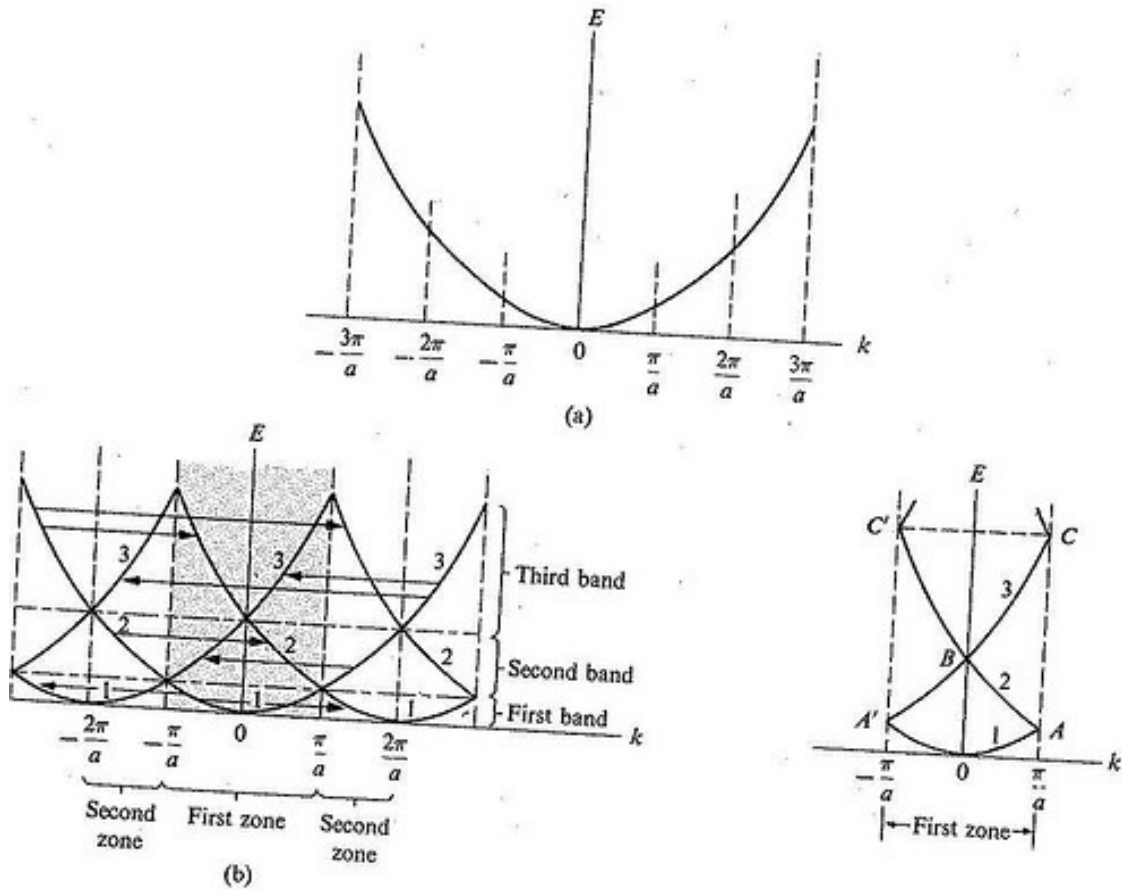 E
k
-3π/a -2π/a -π/a 0 π/a 2π/a 3π/a
(a)
E
3 3 3
Third band
2 2 2
Second band
1 1 1
First band
k
-2π/a -π/a 0 π/a 2π/a
Second zone
First zone
Second zone
(b)
E
C' C
3
B
2
A' 1 A
k
-π/a 0 π/a
First zone